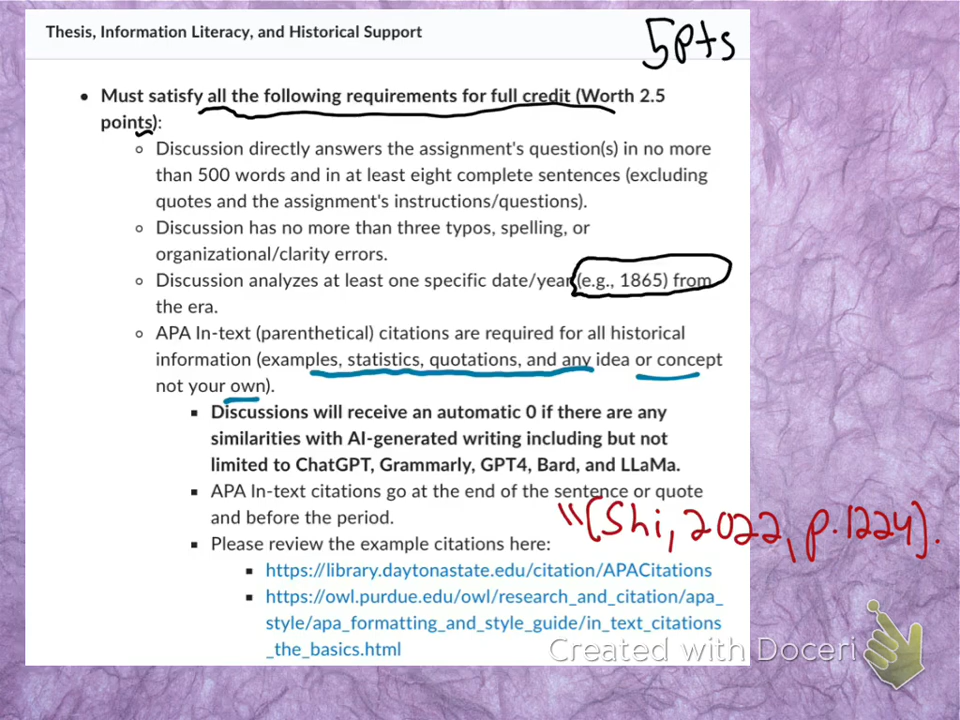 Thesis, Information Literacy, and Historical Support
5pts
• Must satisfy all the following requirements for full credit (Worth 2.5
points):
◦ Discussion directly answers the assignment's question(s) in no more
than 500 words and in at least eight complete sentences (excluding
quotes and the assignment's instructions/questions).
◦ Discussion has no more than three typos, spelling, or
organizational/clarity errors.
◦ Discussion analyzes at least one specific date/year (e.g., 1865) from
the era.
◦ APA In-text (parenthetical) citations are required for all historical
information (examples, statistics, quotations, and any idea or concept
not your own).
▪ Discussions will receive an automatic 0 if there are any
similarities with AI-generated writing including but not
limited to ChatGPT, Grammarly, GPT4, Bard, and LLaMa.
▪ APA In-text citations go at the end of the sentence or quote
and before the period.
"(Shi, 2022, p. 1224).
▪ Please review the example citations here:
▪ https://library.daytonastate.edu/citation/APACitations
▪ https://owl.purdue.edu/owl/research_and_citation/apa_
style/apa_formatting_and_style_guide/in_text_citations
_the_basics.html
Created with Doceri